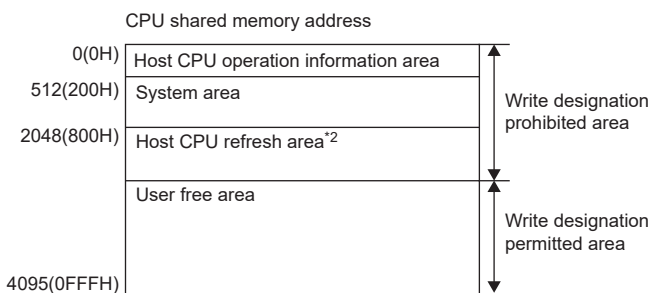 CPU shared memory address
0(0H) Host CPU operation information area
512(200H) System area
2048(800H) Host CPU refresh area*2
User free area
4095(0FFFH)
Write designation
prohibited area
Write designation
permitted area